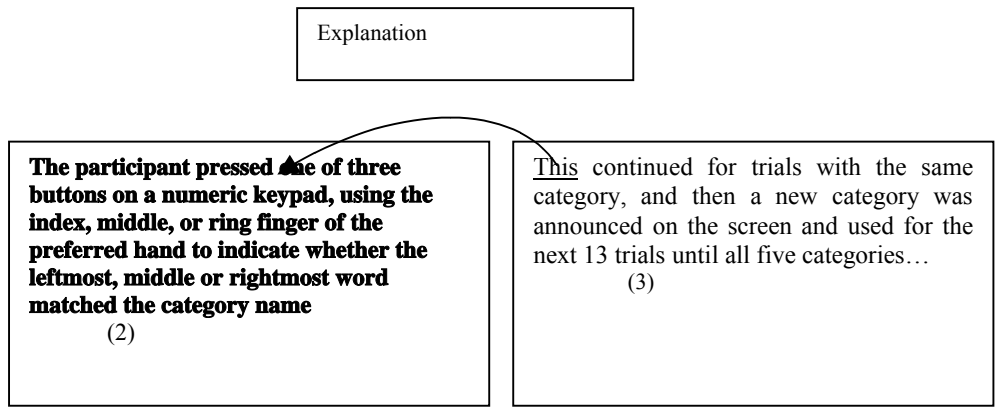 Explanation
The participant pressed one of three
buttons on a numeric keypad, using the
index, middle, or ring finger of the
preferred hand to indicate whether the
leftmost, middle or rightmost word
matched the category name
(2)
This continued for trials with the same
category, and then a new category was
announced on the screen and used for the
next 13 trials until all five categories…
(3)